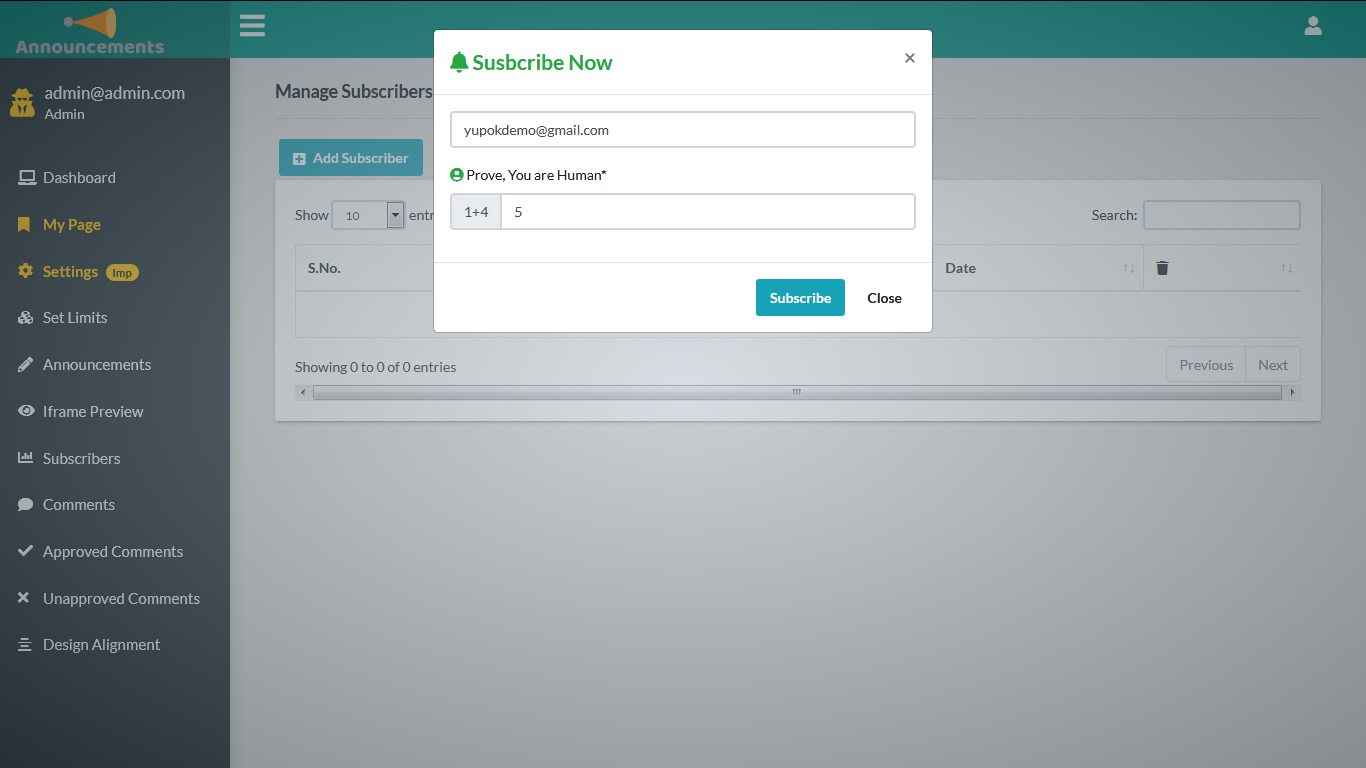 Announcements
admin@admin.com
Admin
Dashboard
My Page
Settings Imp
Set Limits
Announcements
Iframe Preview
Subscribers
Comments
Approved Comments
Unapproved Comments
Design Alignment
Manage Subscribers
Add Subscriber
Show 10 entr
Search:
S.No.
Date
Showing 0 to 0 of 0 entries
Previous Next
Susbcribe Now ×
yupokdemo@gmail.com
Prove, You are Human*
1+4 5
Subscribe Close